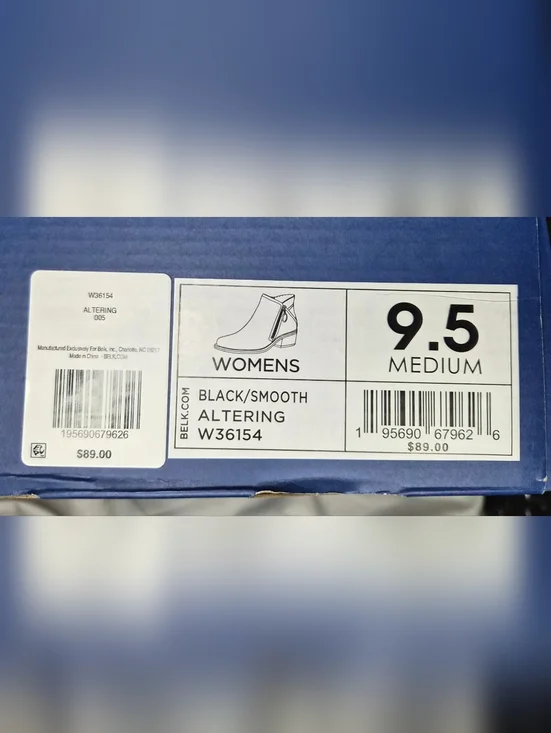 W36154
ALTERING
005
Manufactured Exclusively For Belk, Inc., Charlotte, NC 28217
Made in China - BELK.COM
195690679626
$89.00
WOMENS
9.5
MEDIUM
BELK.COM
BLACK/SMOOTH
ALTERING
W36154
1 95690 67962 6
$89.00